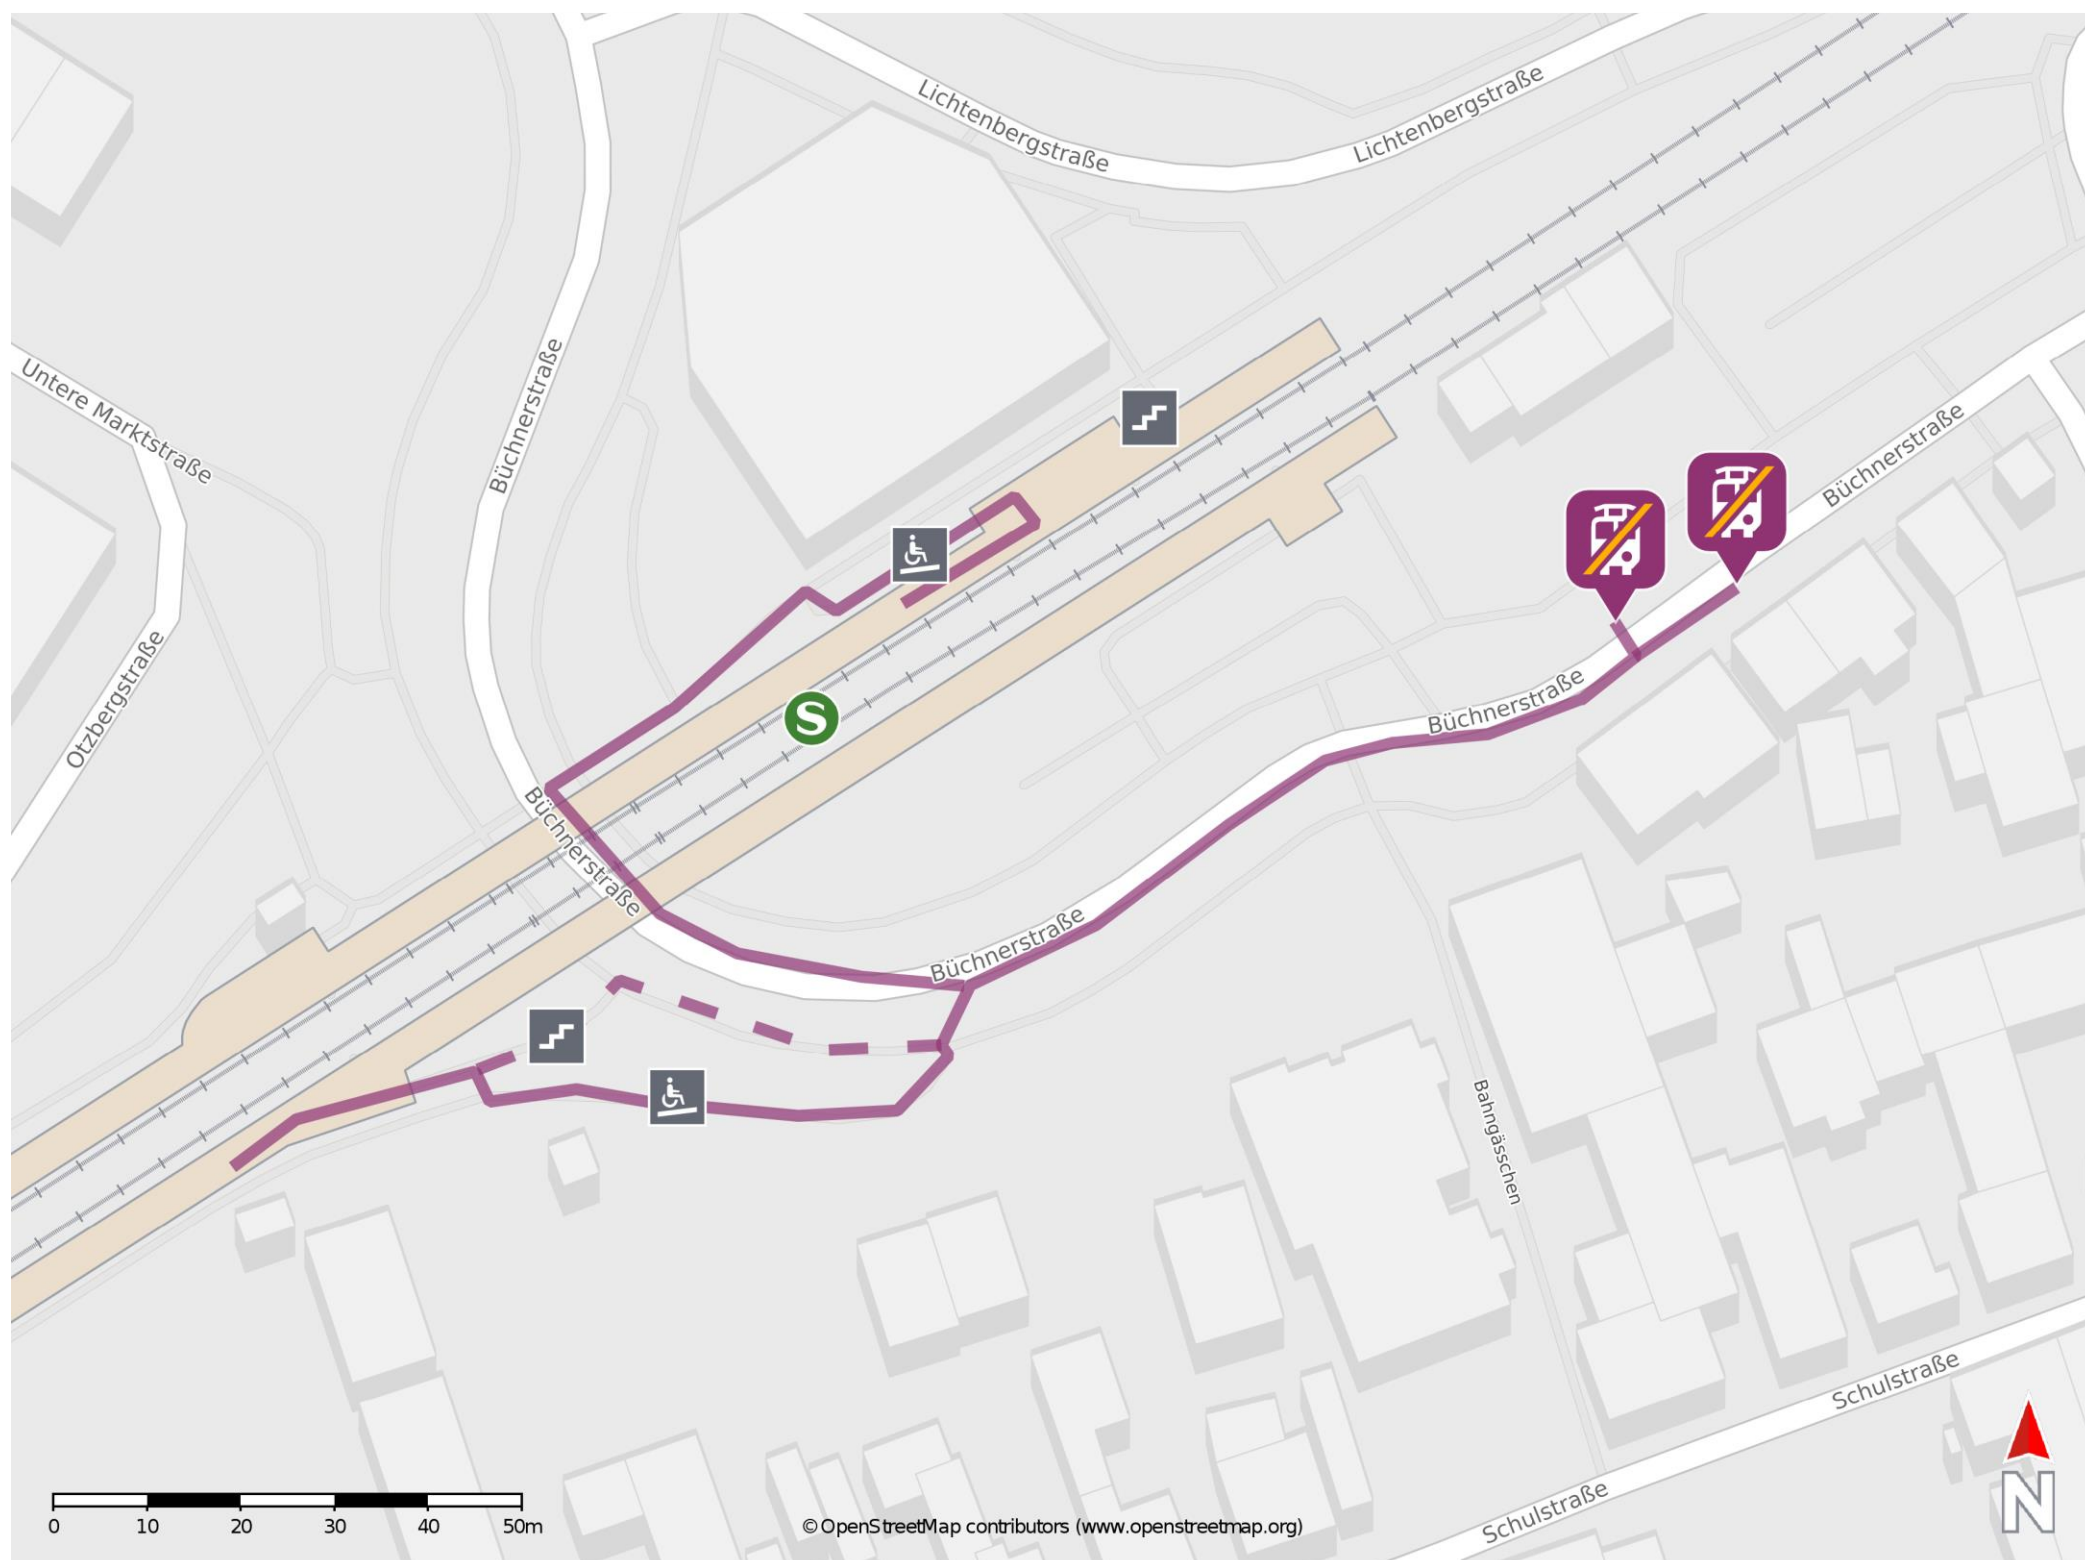 Lichtenbergstraße
Lichtenbergstraße
Untere Marktstraße
Büchnerstraße
Büchnerstraße
Otzbergstraße
S
Büchnerstraße
Büchnerstraße
Büchnerstraße
Bahngässchen
Schulstraße
Schulstraße
N
0 10 20 30 40 50m
© OpenStreetMap contributors (www.openstreetmap.org)